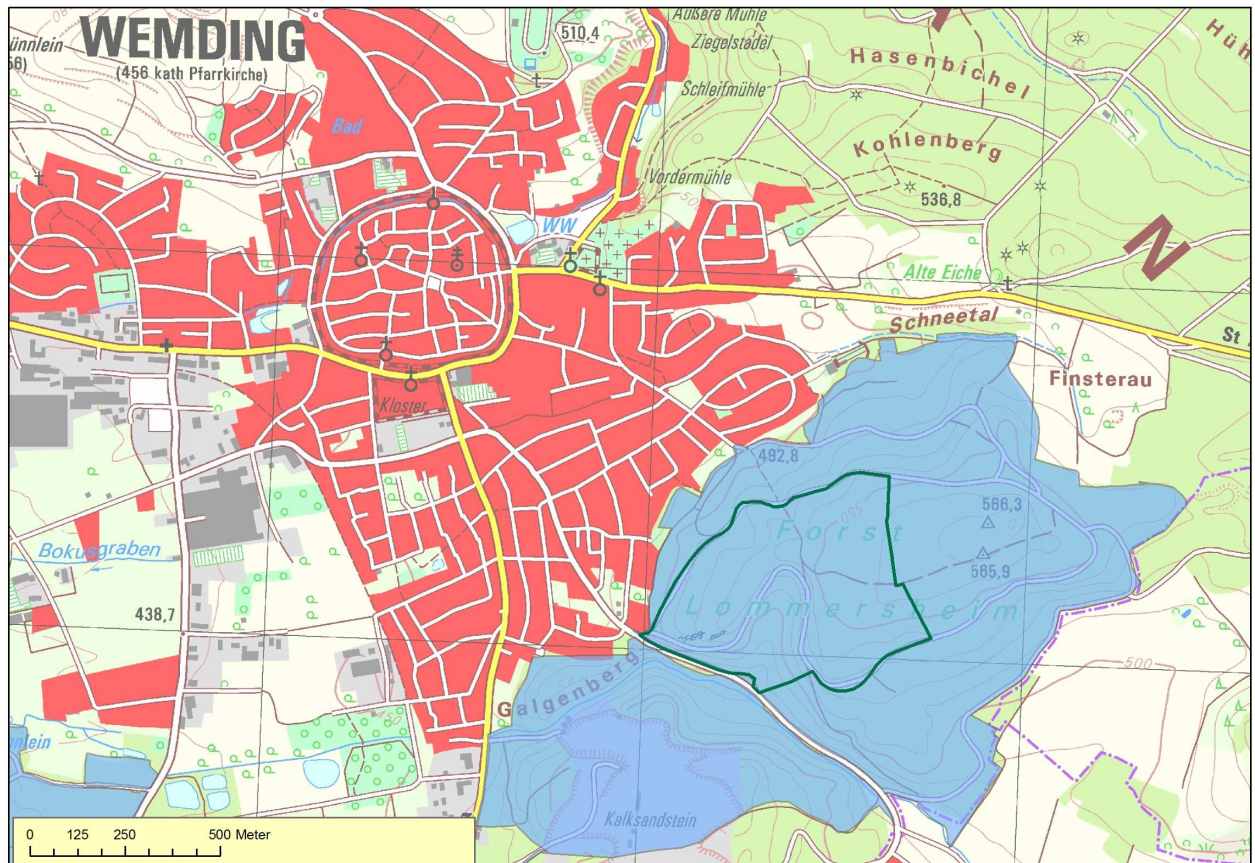 WEMDING
(456 kath Pfarrkirche)
510,4
Äußere Mühle
Ziegelstadel
Schleifmühle
Hasenbichel
Kohlenberg
Bad
Vordermühle
536,8
WW
N
Alte Eiche
Schneetal
St
Finsterau
Kloster
492,8
550
566,3
Forst
565,9
Bokusgraben
Lommersheim
438,7
500
Galgenberg
450
Kalksandstein
0 125 250 500 Meter